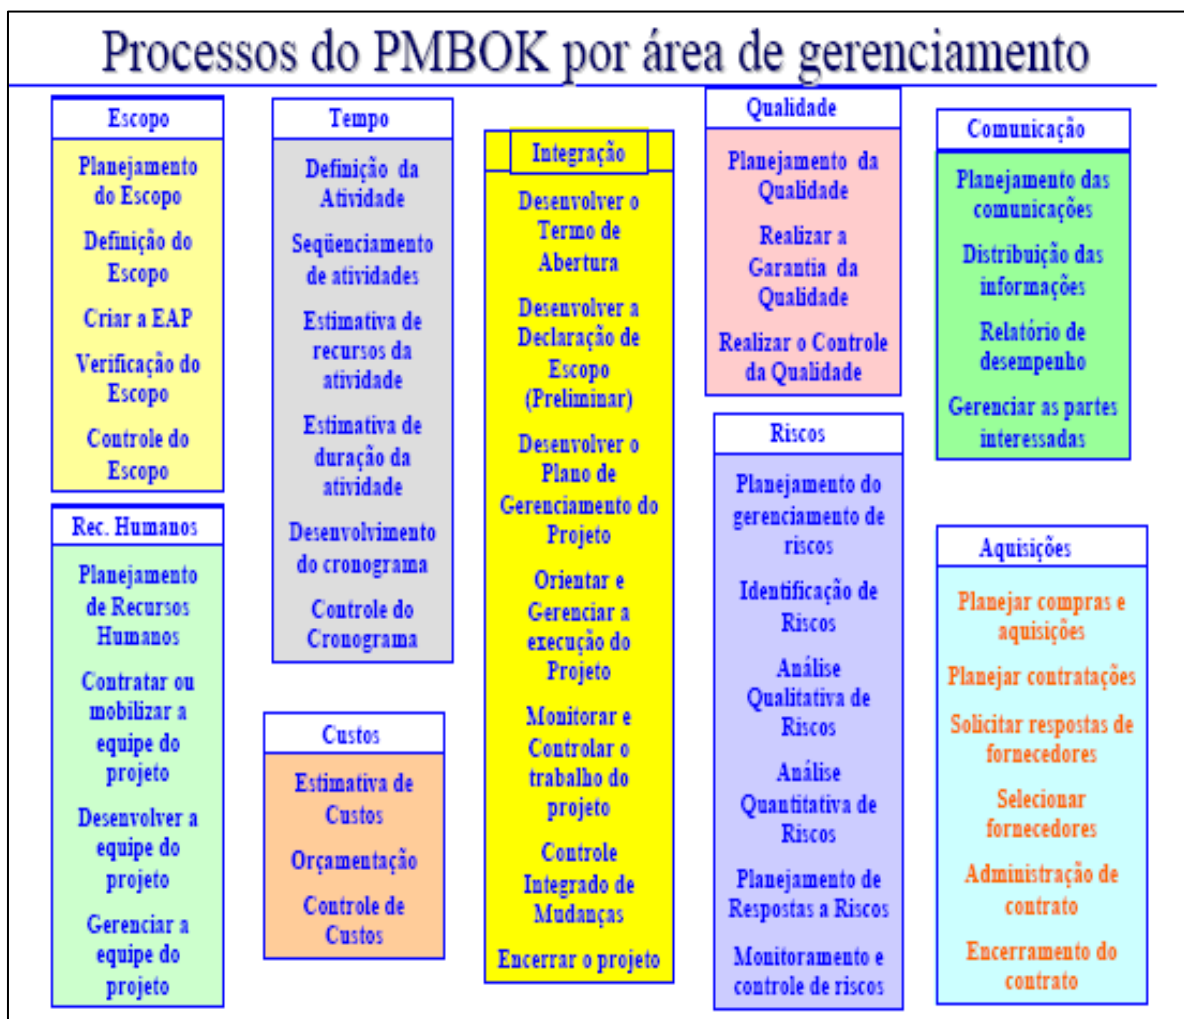 Processos do PMBOK por área de gerenciamento
Escopo
Planejamento
do Escopo
Definição do
Escopo
Criar a EAP
Verificação do
Escopo
Controle do
Escopo
Rec. Humanos
Planejamento
de Recursos
Humanos
Contratar ou
mobilizar a
equipe do
projeto
Desenvolver a
equipe do
projeto
Gerenciar a
equipe do
projeto
Tempo
Definição da
Atividade
Seqüenciamento
de atividades
Estimativa de
recursos da
atividade
Estimativa de
duração da
atividade
Desenvolvimento
do cronograma
Controle do
Cronograma
Custos
Estimativa de
Custos
Orçamentação
Controle de
Custos
Integração
Desenvolver o
Termo de
Abertura
Desenvolver a
Declaração de
Escopo
(Preliminar)
Desenvolver o
Plano de
Gerenciamento do
Projeto
Orientar e
Gerenciar a
execução do
Projeto
Monitorar e
Controlar o
trabalho do
projeto
Controle
Integrado de
Mudanças
Encerrar o projeto
Qualidade
Planejamento da
Qualidade
Realizar a
Garantia da
Qualidade
Realizar o Controle
da Qualidade
Riscos
Planejamento do
gerenciamento de
riscos
Identificação de
Riscos
Análise
Qualitativa de
Riscos
Análise
Quantitativa de
Riscos
Planejamento de
Respostas a Riscos
Monitoramento e
controle de riscos
Comunicação
Planejamento das
comunicações
Distribuição das
informações
Relatório de
desempenho
Gerenciar as partes
interessadas
Aquisições
Planejar compras e
aquisições
Planejar contratações
Solicitar respostas de
fornecedores
Selecionar
fornecedores
Administração de
contrato
Encerramento do
contrato